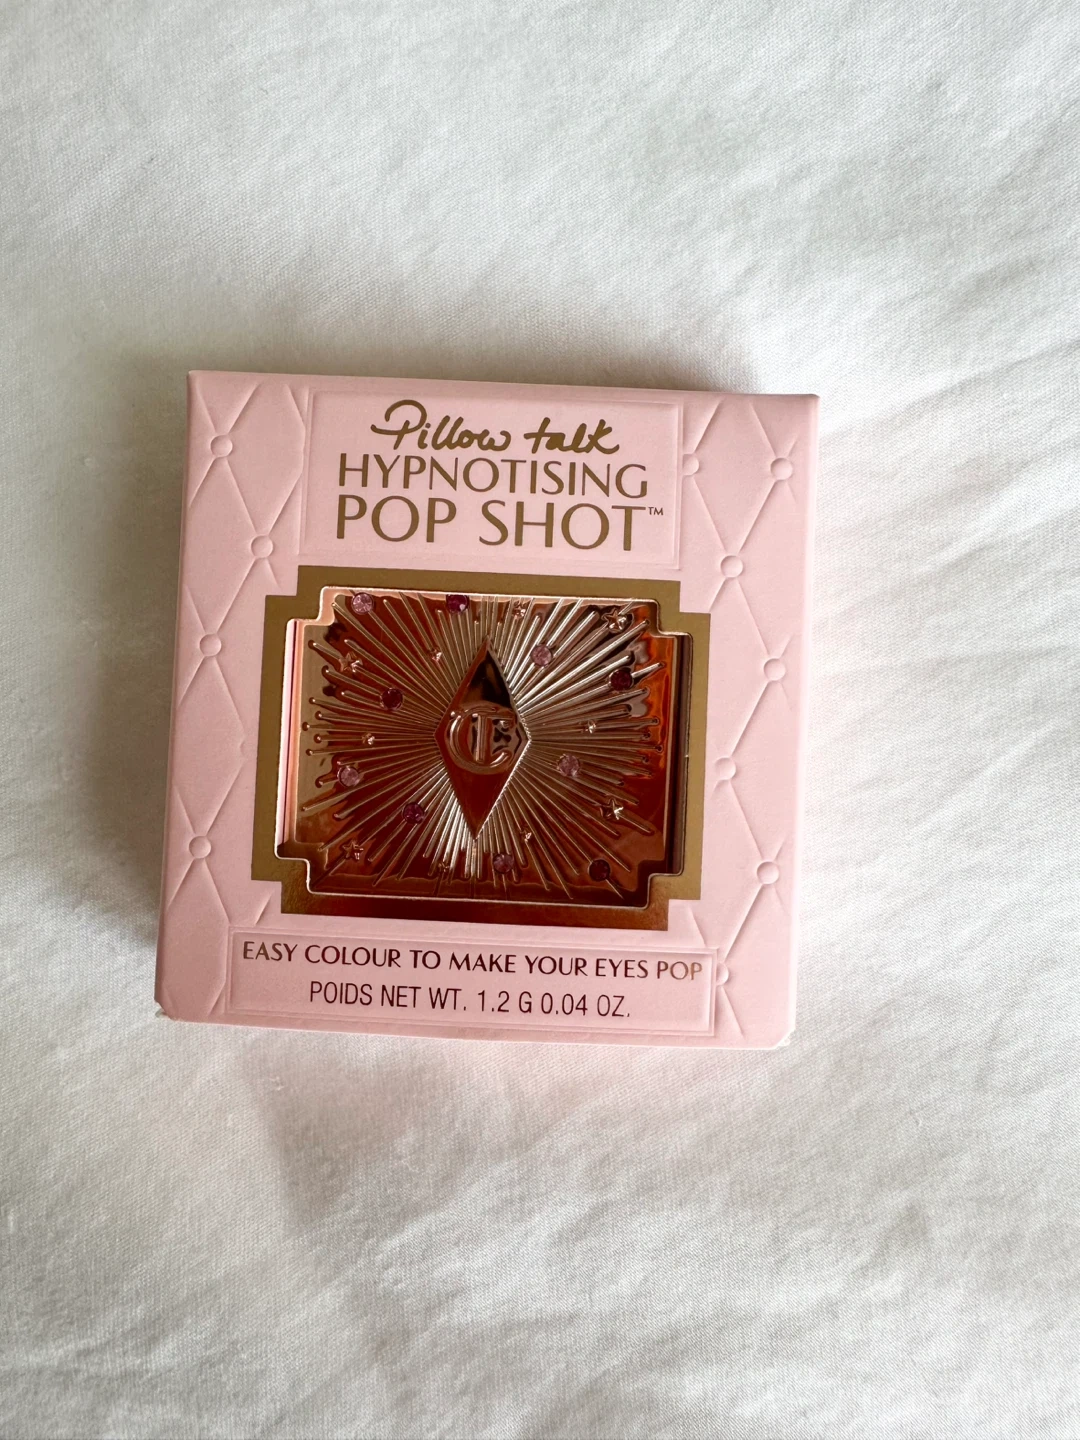 Pillow talk
HYPNOTISING
POP SHOT™
CT
EASY COLOUR TO MAKE YOUR EYES POP
POIDS NET WT. 1.2 G 0.04 OZ.